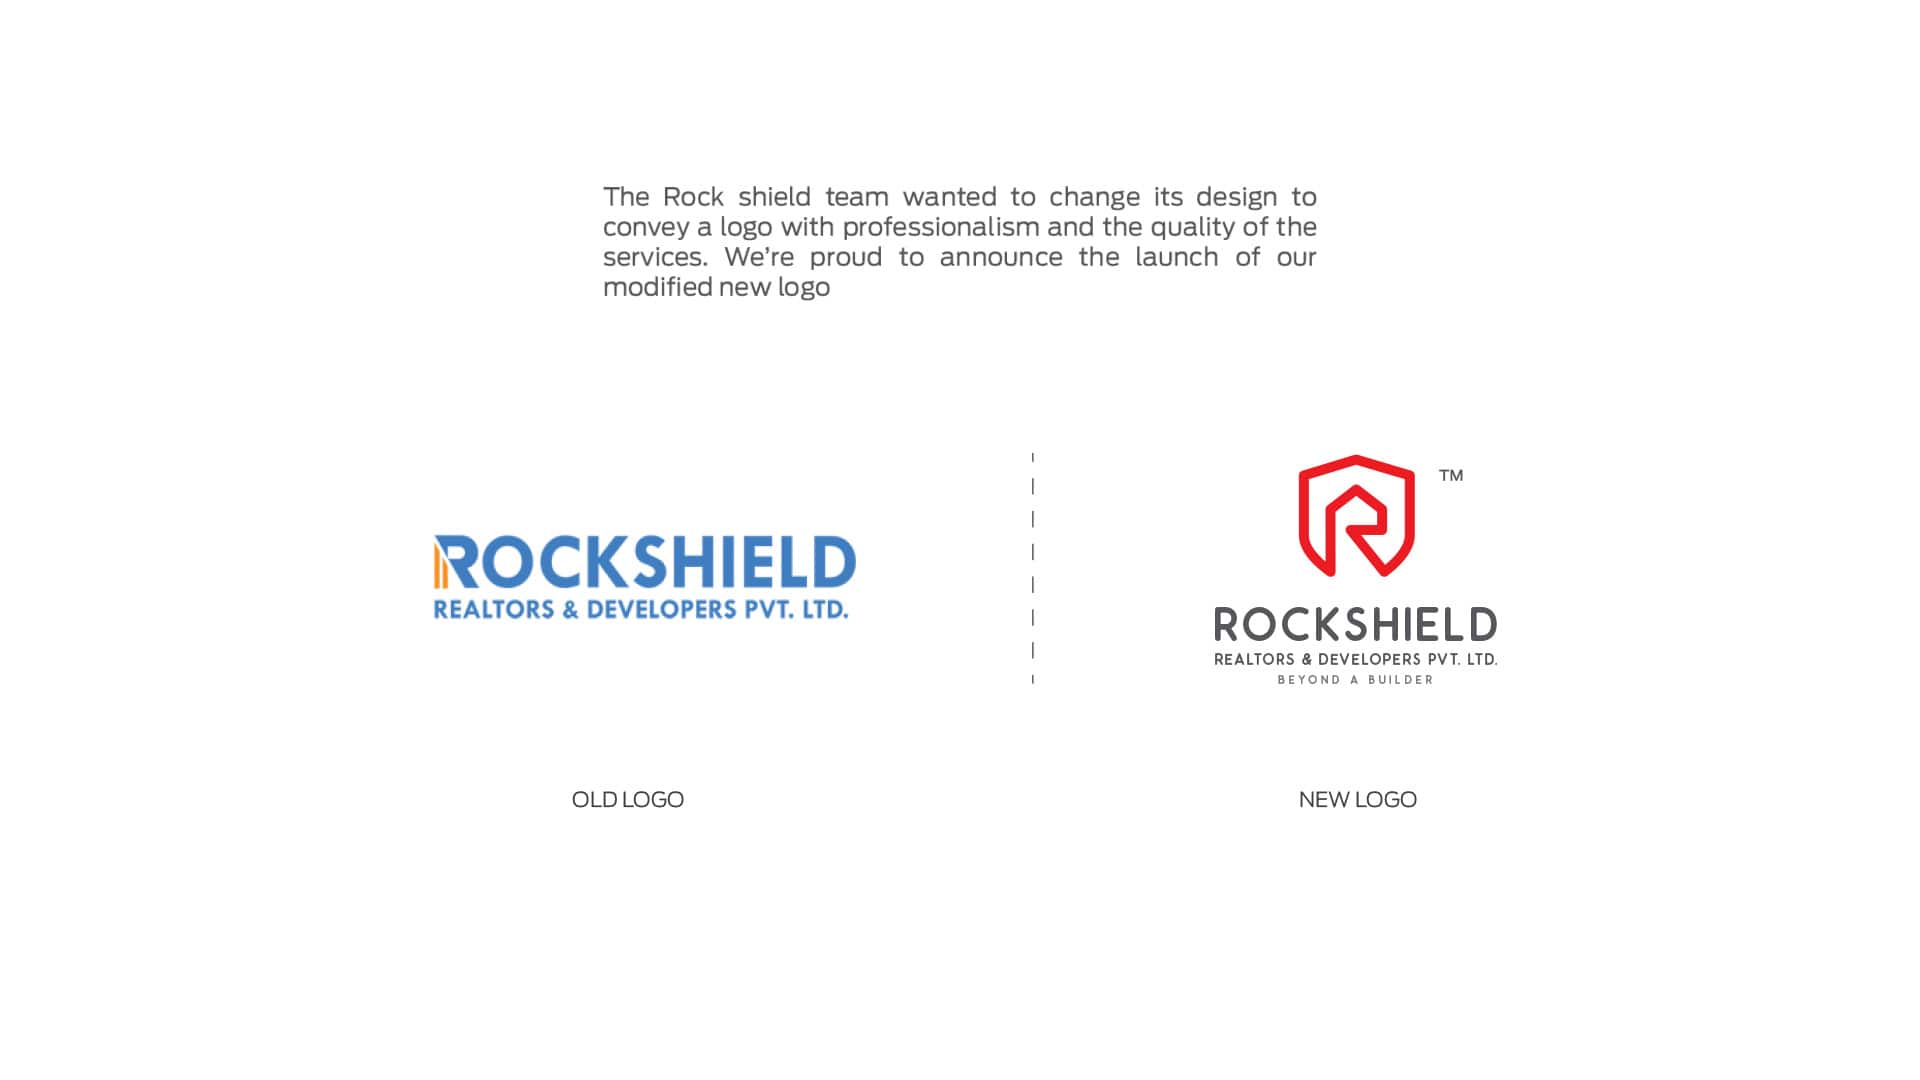 The Rock shield team wanted to change its design to
convey a logo with professionalism and the quality of the
services. We’re proud to announce the launch of our
modified new logo
ROCKSHIELD
REALTORS & DEVELOPERS PVT. LTD.
OLD LOGO
TM
ROCKSHIELD
REALTORS & DEVELOPERS PVT. LTD.
BEYOND A BUILDER
NEW LOGO